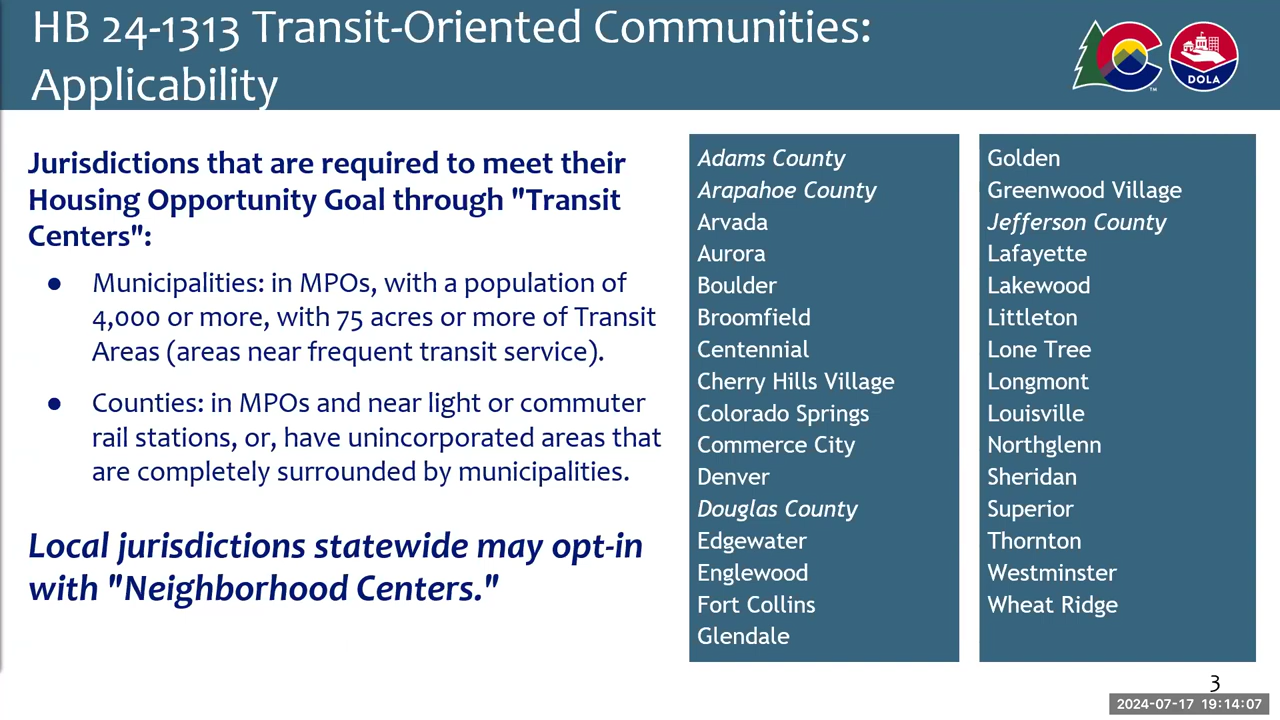 HB 24-1313 Transit-Oriented Communities:
Applicability
C
TM
DOLA
Jurisdictions that are required to meet their
Housing Opportunity Goal through "Transit
Centers":
● Municipalities: in MPOs, with a population of
4,000 or more, with 75 acres or more of Transit
Areas (areas near frequent transit service).
● Counties: in MPOs and near light or commuter
rail stations, or, have unincorporated areas that
are completely surrounded by municipalities.
Local jurisdictions statewide may opt-in
with "Neighborhood Centers."
Adams County
Arapahoe County
Arvada
Aurora
Boulder
Broomfield
Centennial
Cherry Hills Village
Colorado Springs
Commerce City
Denver
Douglas County
Edgewater
Englewood
Fort Collins
Glendale
Golden
Greenwood Village
Jefferson County
Lafayette
Lakewood
Littleton
Lone Tree
Longmont
Louisville
Northglenn
Sheridan
Superior
Thornton
Westminster
Wheat Ridge
3
2024-07-17 19:14:07